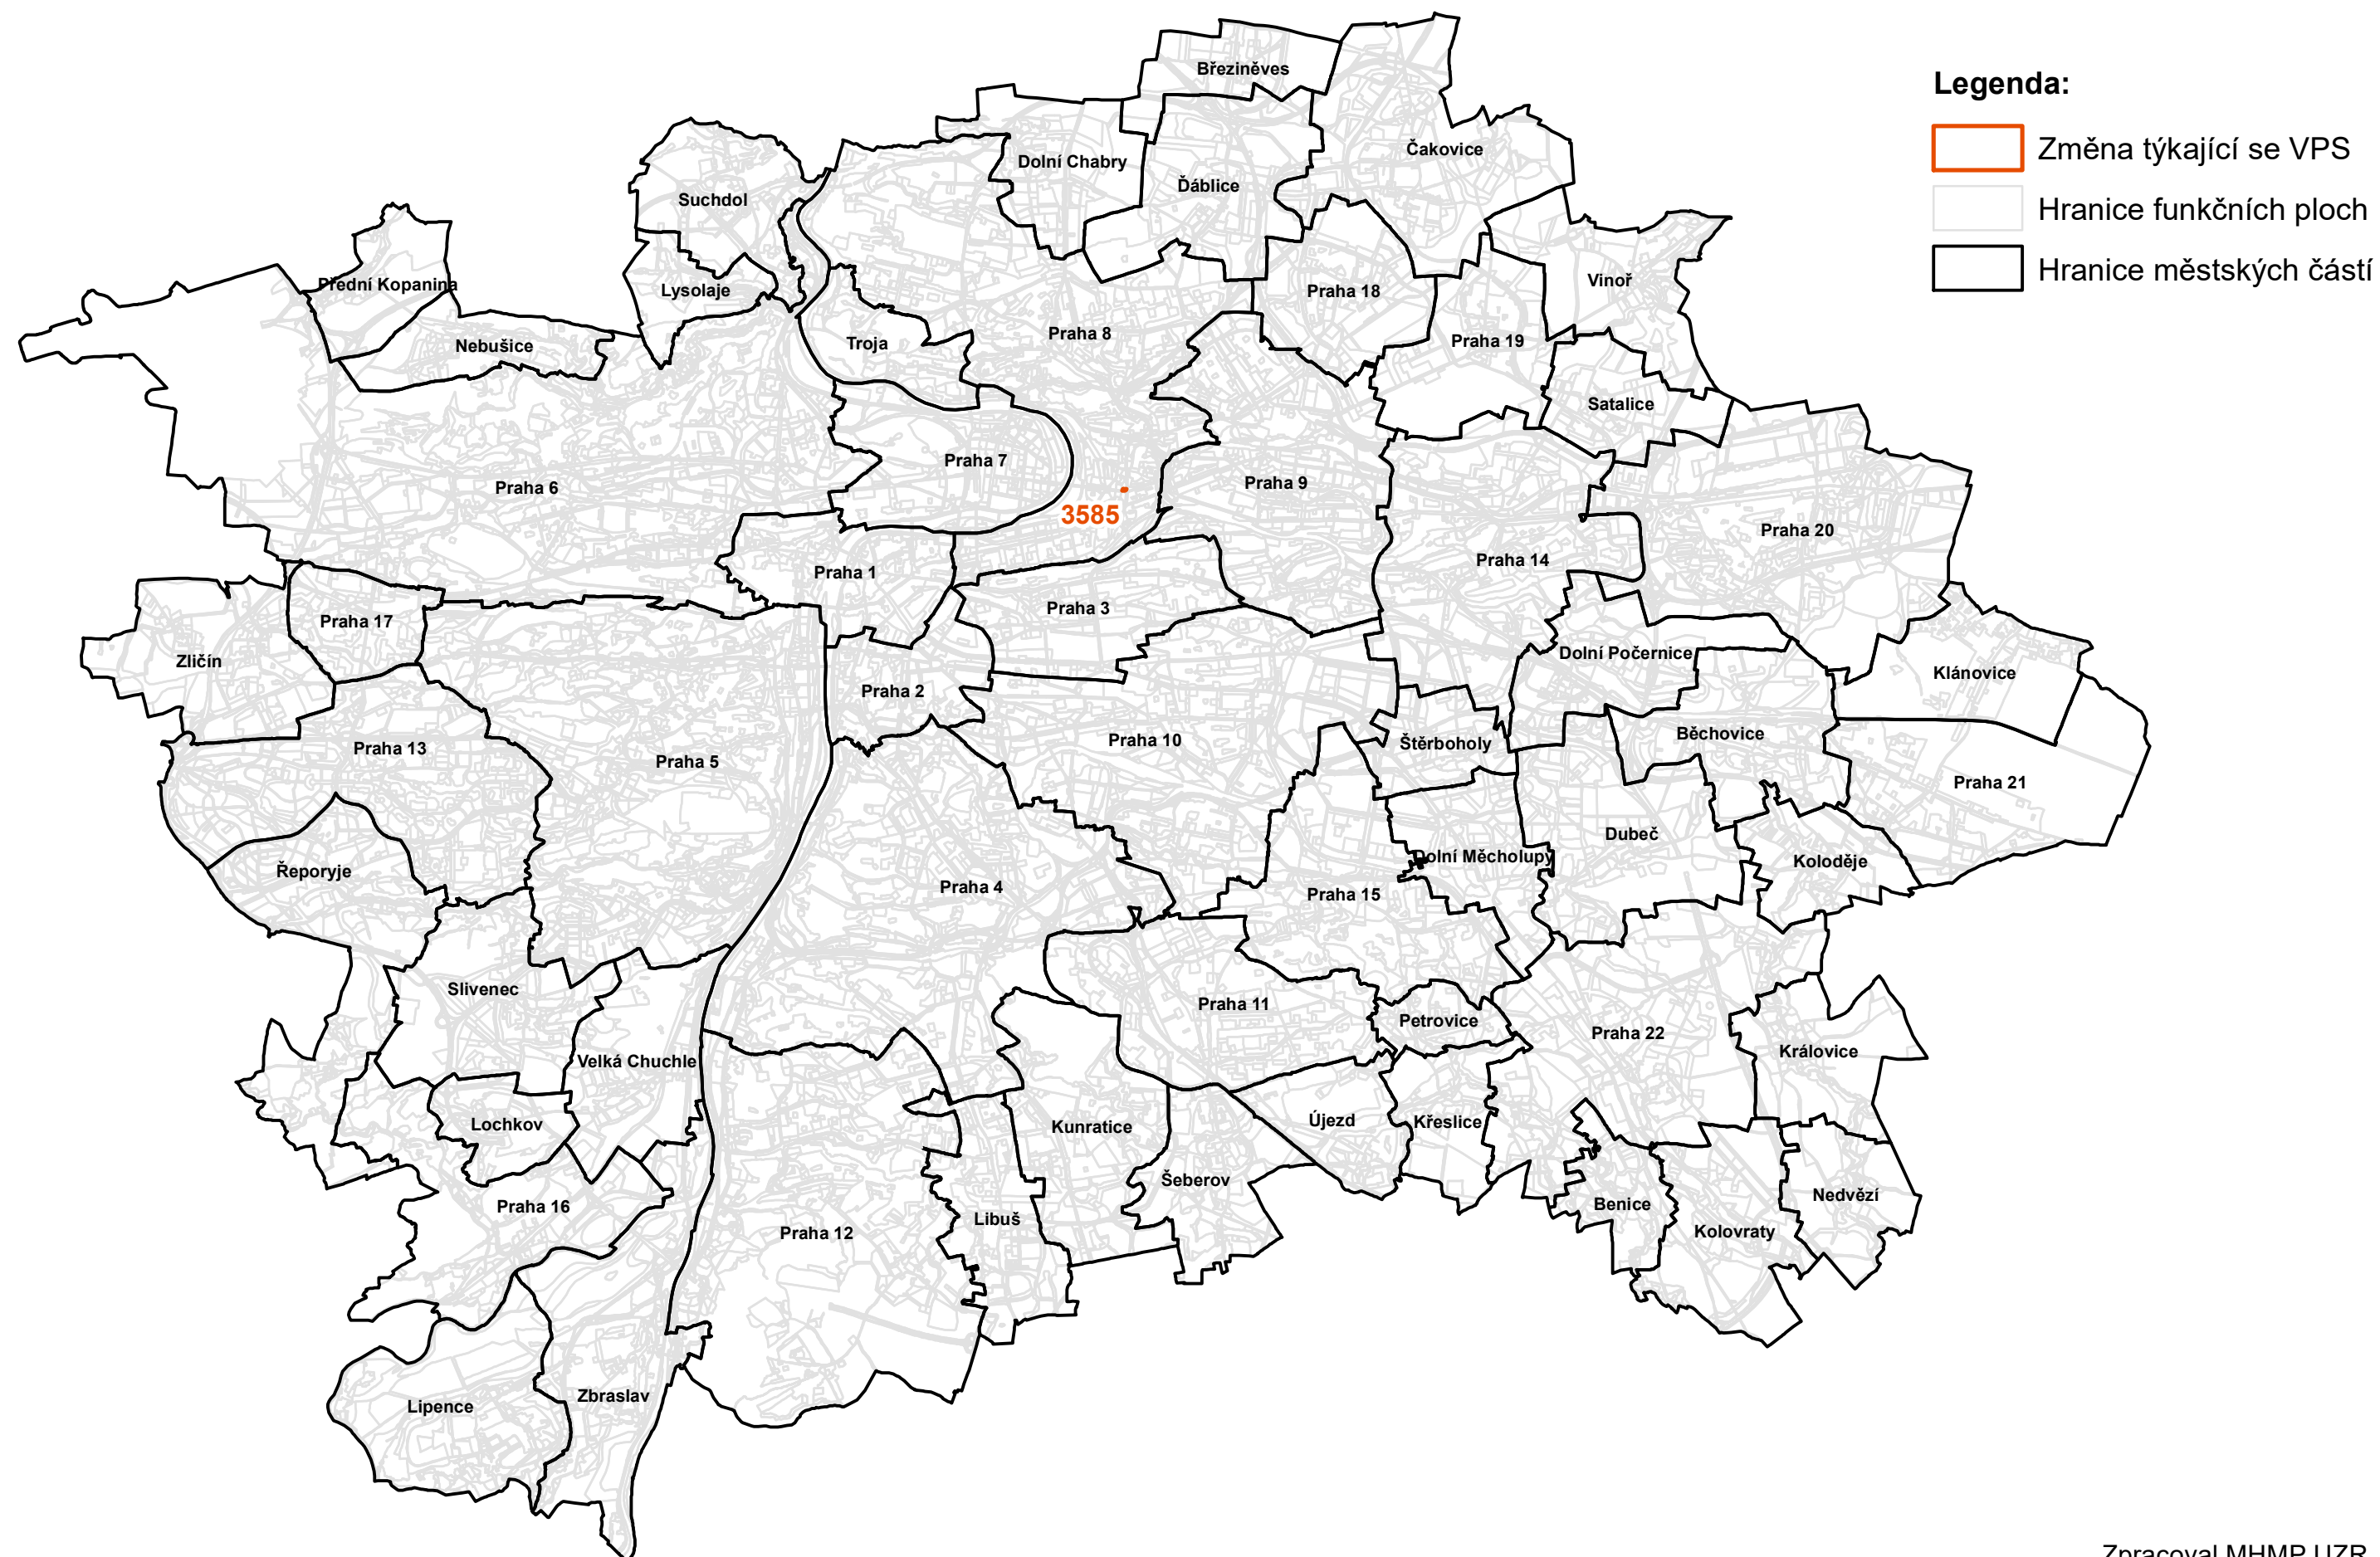 Legenda:
Změna týkající se VPS
Hranice funkčních ploch
Hranice městských částí
Březiněves
Čakovice
Dolní Chabry
Ďáblice
Suchdol
Přední Kopanina
Lysolaje
Praha 18
Vinoř
Nebušice
Troja
Praha 8
Praha 19
Satalice
Praha 7
Praha 6
Praha 9
3585
Praha 20
Praha 14
Praha 1
Praha 3
Praha 17
Zličín
Dolní Počernice
Klánovice
Praha 2
Praha 13
Praha 5
Praha 10
Štěrboholy
Běchovice
Praha 21
Dubeč
Řeporyje
Praha 4
Praha 15
Dolní Měcholupy
Koloděje
Slivenec
Praha 11
Petrovice
Praha 22
Královice
Velká Chuchle
Lochkov
Kunratice
Újezd
Křeslice
Šeberov
Praha 16
Praha 12
Libuš
Benice
Nedvězí
Kolovraty
Lipence
Zbraslav
Zpracoval MHMP UZR